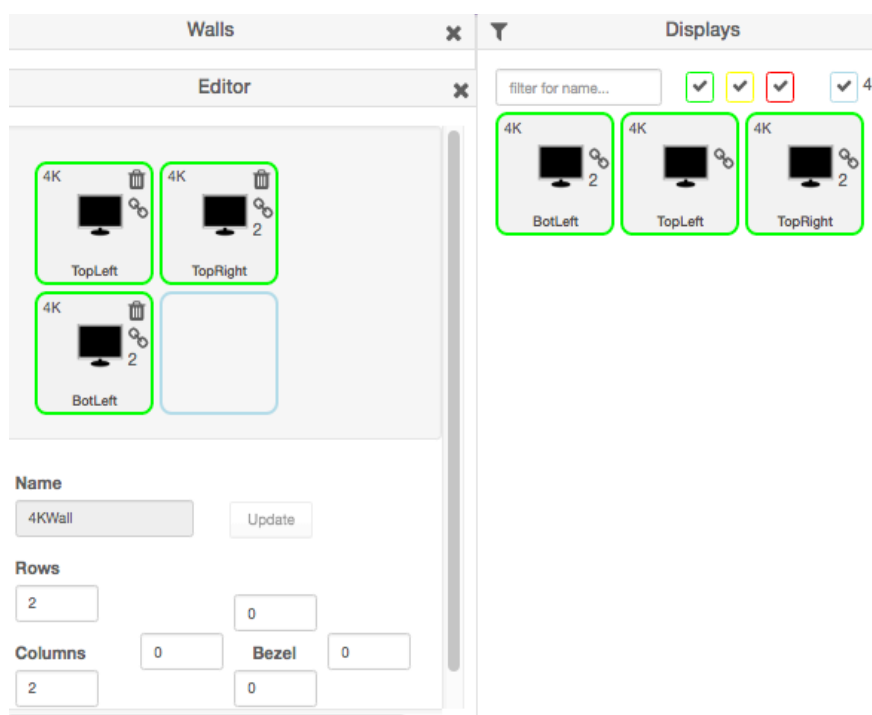 Walls
Displays
Editor
filter for name...
4
4K
4K
2
TopLeft
TopRight
4K
2
BotLeft
4K
4K
4K
2
2
BotLeft
TopLeft
TopRight
Name
4KWall
Update
Rows
2
0
Columns
0
Bezel
0
2
0